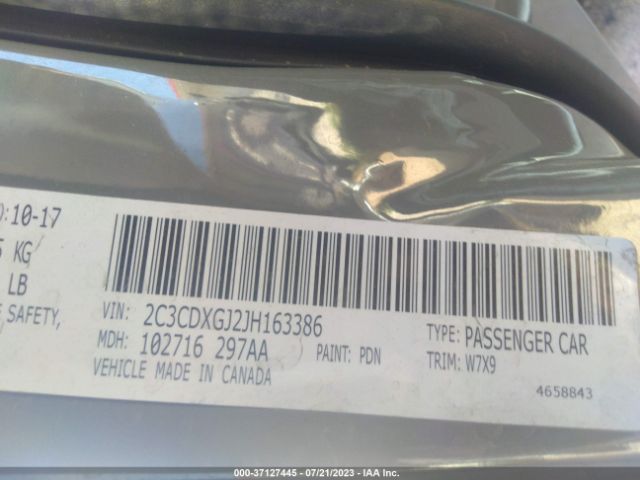 :10-17
KG
LB
SAFETY,
VIN: 2C3CDXGJ2JH163386
MDH: 102716 297AA
PAINT: PDN
VEHICLE MADE IN CANADA
TYPE: PASSENGER CAR
TRIM: W7X9
4658843
000-37127445 - 07/21/2023 - IAA Inc.